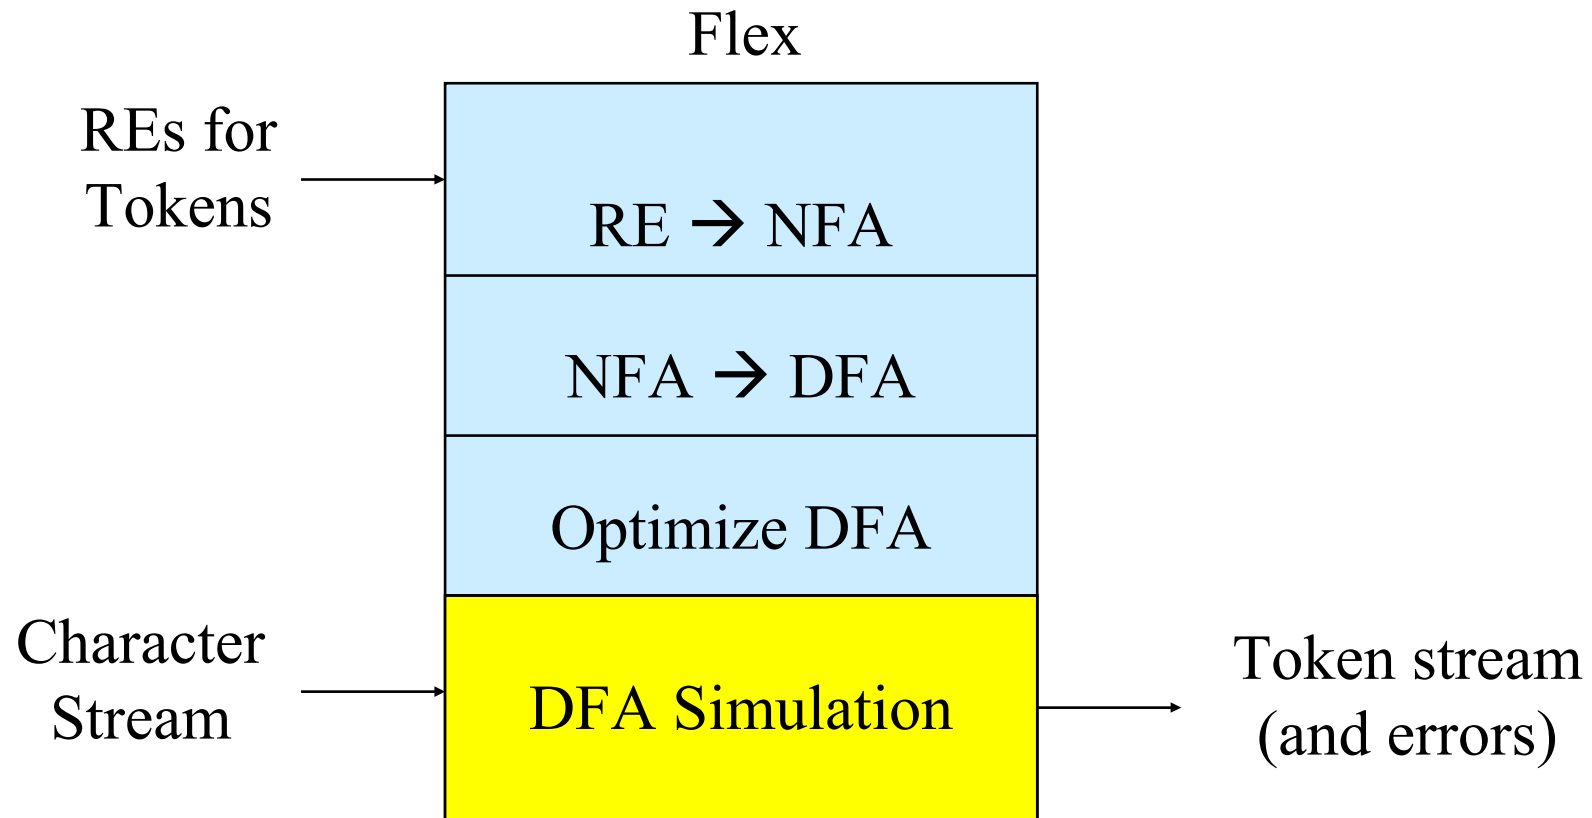 Flex
REs for
Tokens
RE → NFA
NFA → DFA
Optimize DFA
Character
Stream
DFA Simulation
Token stream
(and errors)